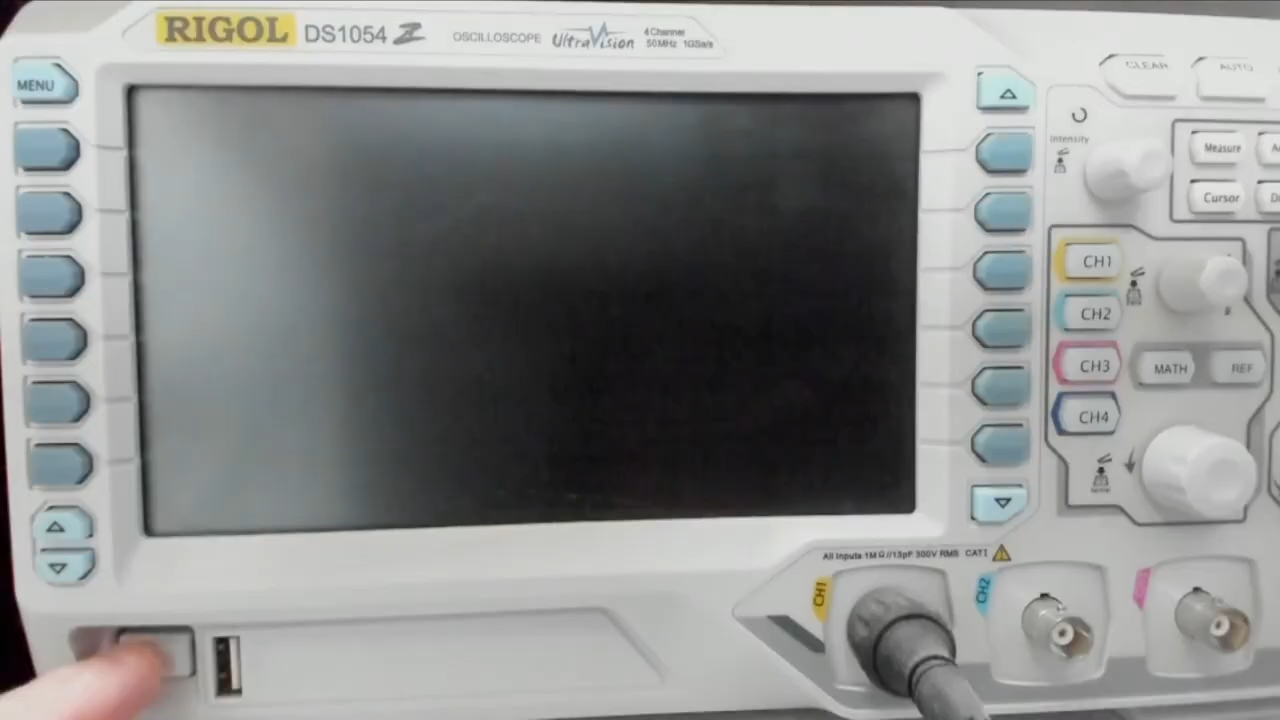 RIGOL DS1054 Z OSCILLOSCOPE UltraVision 4 Channel
50MHz 1GSa/s
MENU
CLEAR
AUTO
Intensity
Measure
Cursor
CH1
CH2
CH3
MATH
REF
CH4
All Inputs 1MΩ//13pF 300V RMS CAT I
CH1
CH2